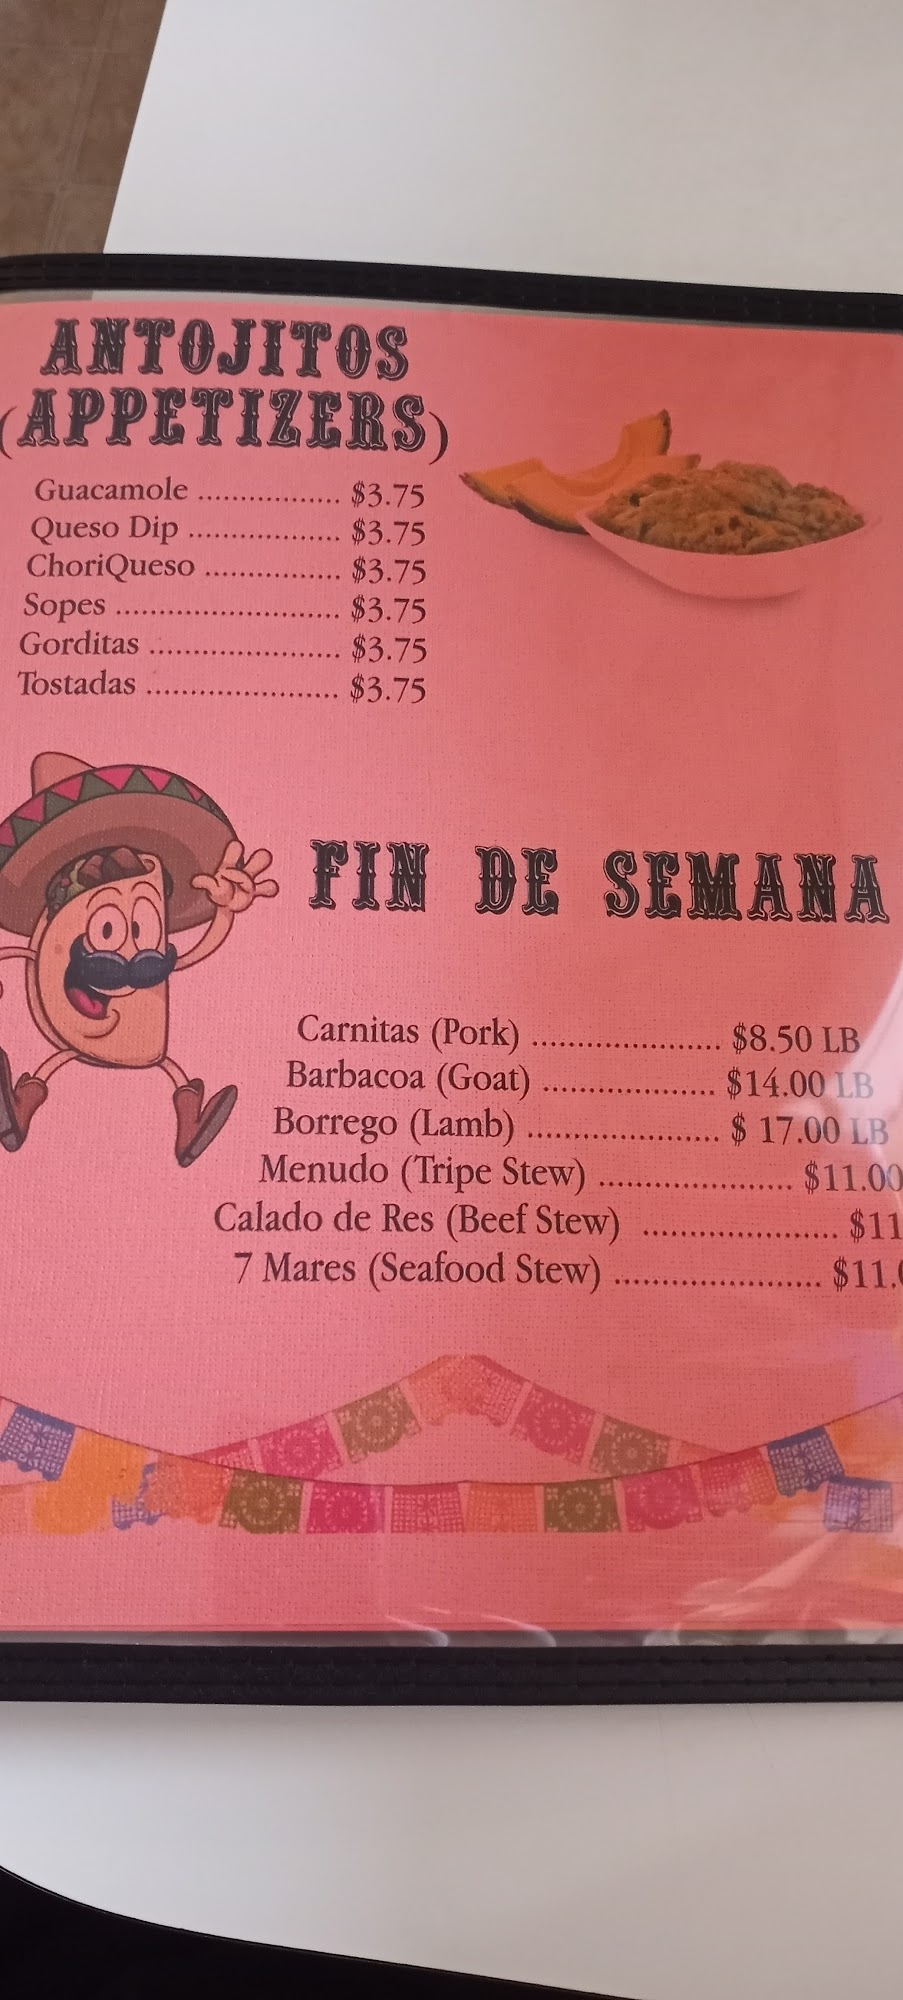 ANTOJITOS
(APPETIZERS)
Guacamole ................ $3.75
Queso Dip ................. $3.75
ChoriQueso ............... $3.75
Sopes ......................... $3.75
Gorditas ..................... $3.75
Tostadas ..................... $3.75
FIN DE SEMANA
Carnitas (Pork) ..................... $8.50 LB
Barbacoa (Goat) ................... $14.00 LB
Borrego (Lamb) ..................... $ 17.00 LB
Menudo (Tripe Stew) ..................... $11.00
Calado de Res (Beef Stew) ..................... $11
7 Mares (Seafood Stew) ...................... $11.